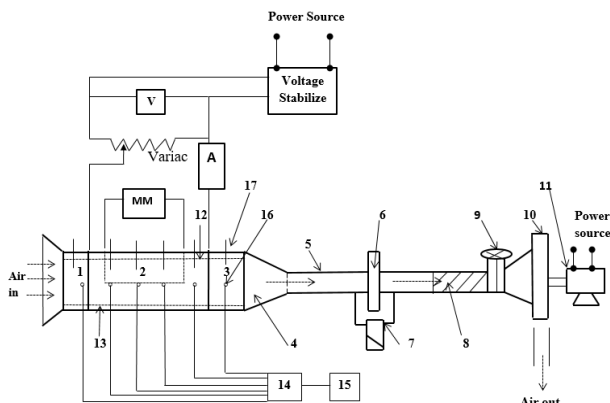 Power Source
Voltage
Stabilize
V
Variac
A
MM
17
12
16
6
11
5
9
10
Power
source
Air
in
1
2
3
13
4
7
8
14
15
Air out